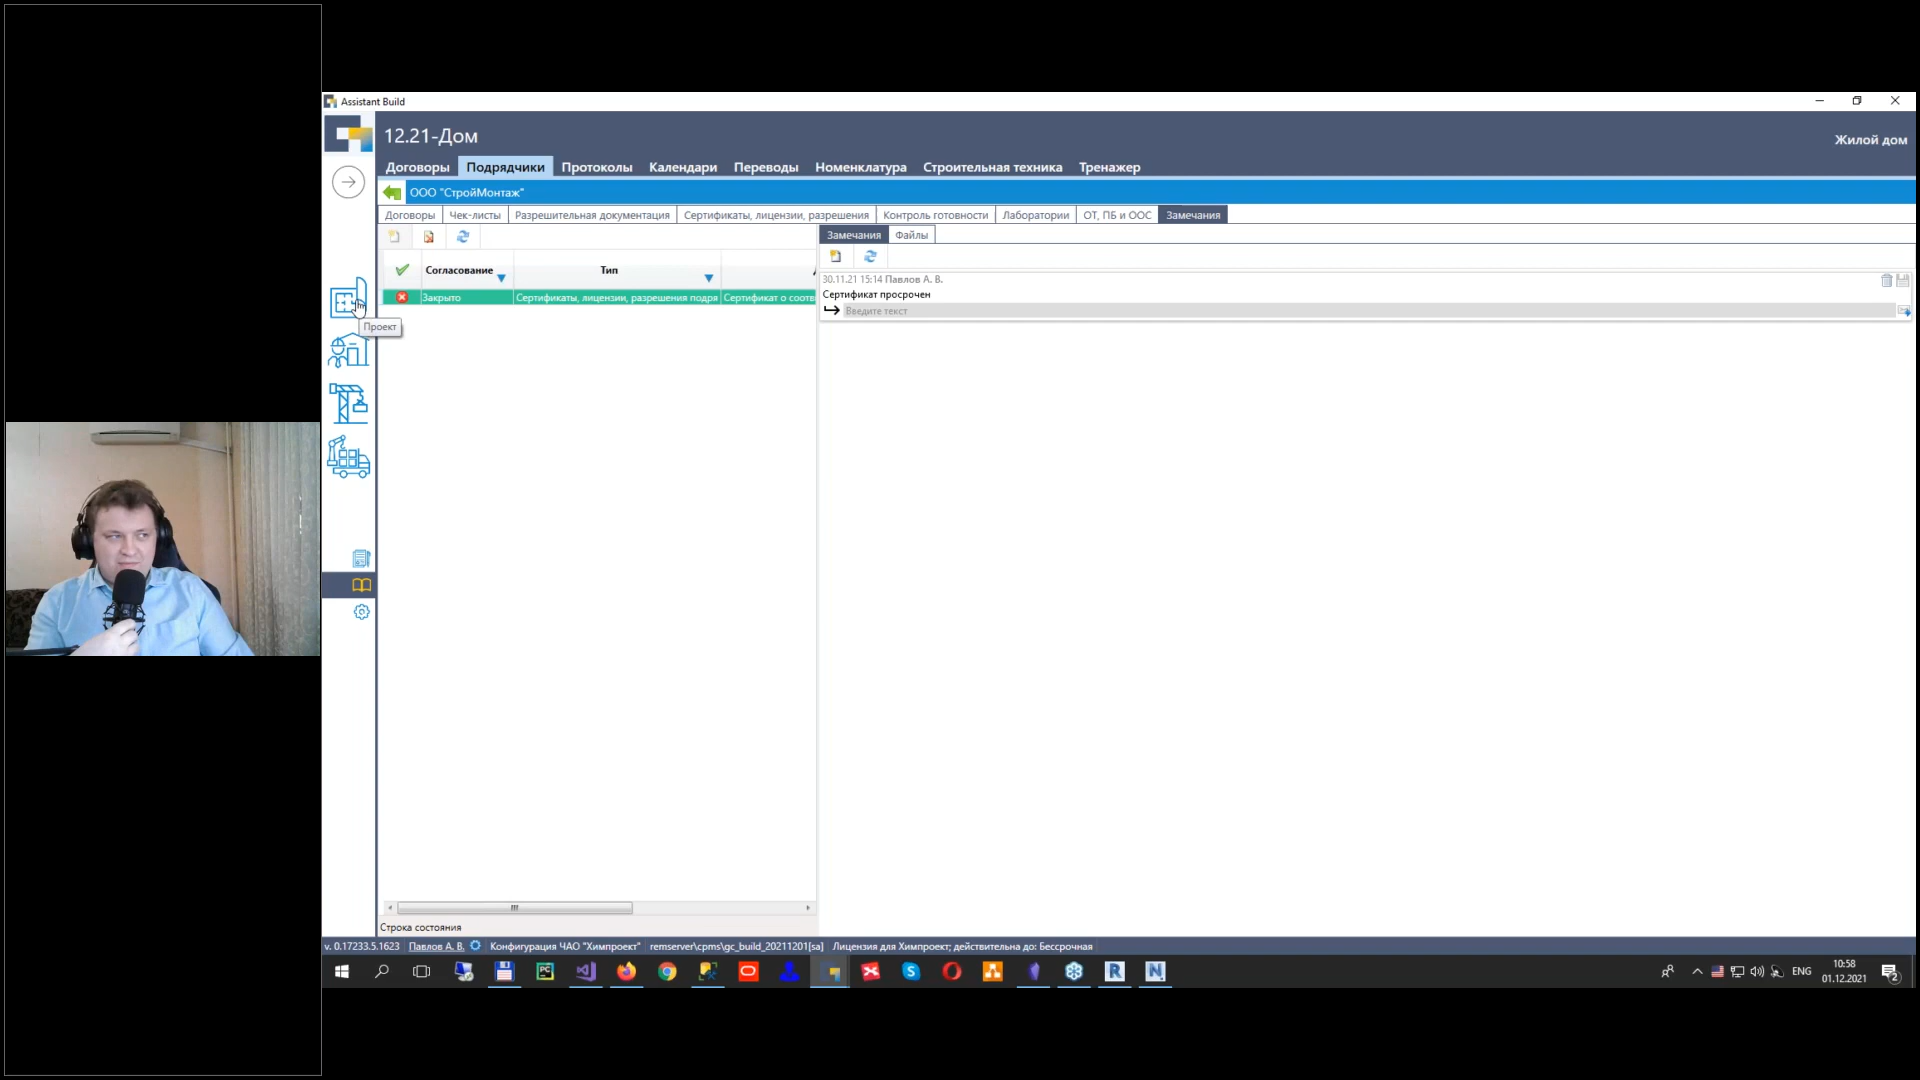 Assistant Build
12.21-Дом
Жилой дом
Договоры Подрядчики Протоколы Календари Переводы Номенклатура Строительная техника Тренажер
ООО "СтройМонтаж"
Договоры Чек-листы Разрешительная документация Сертификаты, лицензии, разрешения Контроль готовности Лаборатории ОТ, ПБ и ООС Замечания
Замечания Файлы
Согласование Тип
30.11.21 15:14 Павлов А. В.
Сертификат просрочен
Закрыто Сертификаты, лицензии, разрешения подря Сертификат о соотв
Введите текст
Проект
Строка состояния
v. 0.17233.5.1623 Павлов А. В. Конфигурация ЧАО "Химпроект" remserver\cpms\gc_build_20211201[sa] Лицензия для Химпроект; действительна до: Бессрочная
ENG
10:58
01.12.2021
2